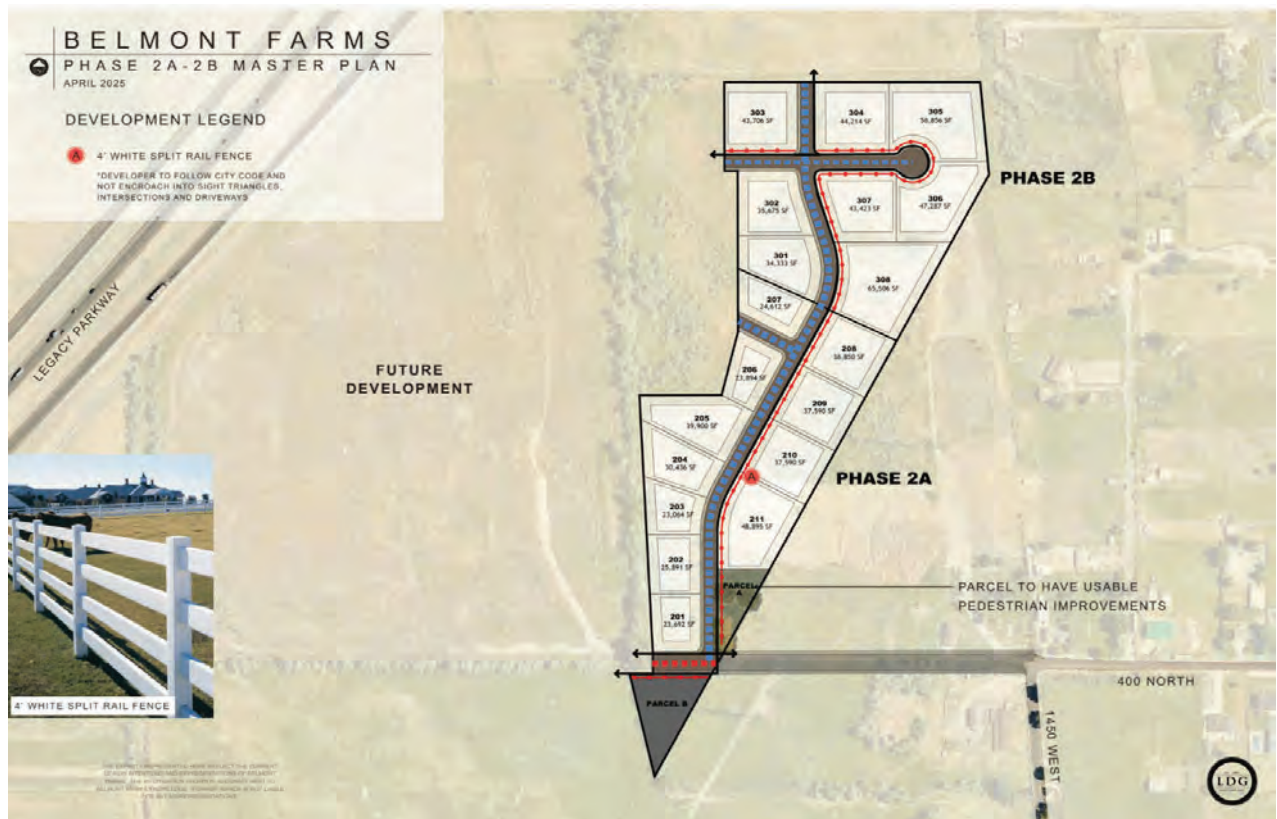 BELMONT FARMS
PHASE 2A-2B MASTER PLAN
APRIL 2025
DEVELOPMENT LEGEND
A 4' WHITE SPLIT RAIL FENCE
*DEVELOPER TO FOLLOW CITY CODE AND
NOT ENCROACH INTO SIGHT TRIANGLES,
INTERSECTIONS AND DRIVEWAYS
LEGACY PARKWAY
FUTURE
DEVELOPMENT
303
43,706 SF
304
44,214 SF
305
PHASE 2B
302
35,675 SF
307
43,423 SF
306
47,287 SF
301
34,333 SF
308
65,506 SF
207
24,612 SF
206
23,894 SF
208
209
37,590 SF
205
39,900 SF
204
30,436 SF
210
37,590 SF
A
PHASE 2A
203
23,064 SF
211
48,895 SF
202
25,891 SF
201
23,692 SF
PARCEL
A
PARCEL TO HAVE USABLE
PEDESTRIAN IMPROVEMENTS
PARCEL B
400 NORTH
1450 WEST
4' WHITE SPLIT RAIL FENCE
LDG